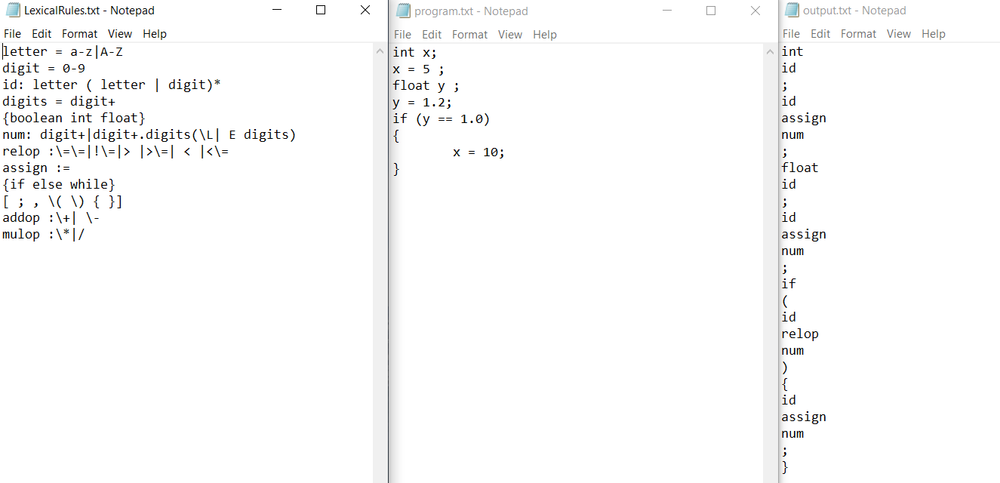 LexicalRules.txt - Notepad
File Edit Format View Help
letter = a-z|A-Z
digit = 0-9
id: letter ( letter | digit)*
digits = digit+
{boolean int float}
num: digit+|digit+.digits(\L| E digits)
relop :\=\=|!\=|> |>\=| < |<\=
assign :=
{if else while}
[ ; , \( \) { }]
addop :\+| \-
mulop :\*|/
program.txt - Notepad
File Edit Format View Help
int x;
x = 5 ;
float y ;
y = 1.2;
if (y == 1.0)
{
        x = 10;
}
output.txt - Notepad
File Edit Format View Help
int
id
;
id
assign
num
;
float
id
;
id
assign
num
;
if
(
id
relop
num
)
{
id
assign
num
;
}